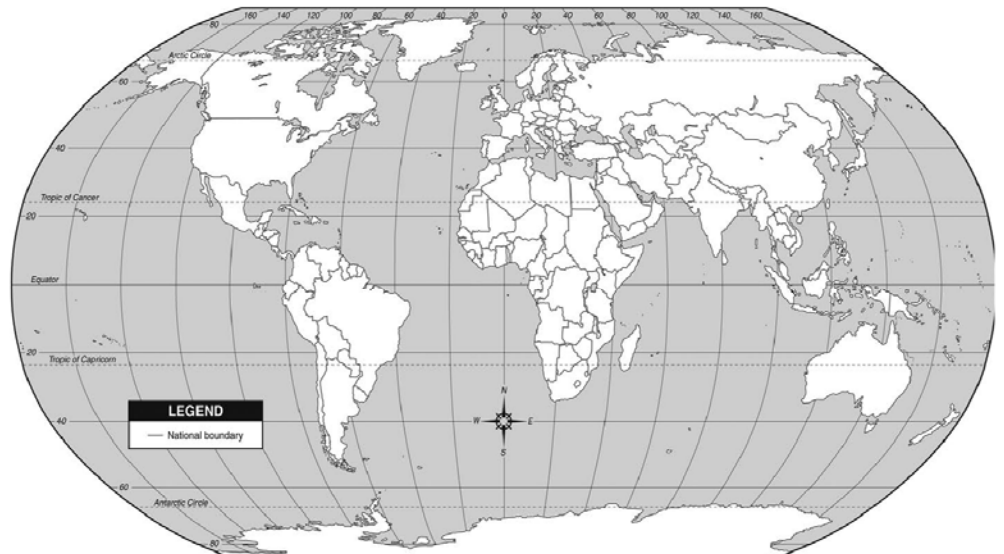 160 140 120 100 80 60 40 20 0 20 40 60 80 100 120 140 160
80
Arctic Circle
60
40
Tropic of Cancer
20
Equator
20
Tropic of Capricorn
N
LEGEND
40
W E
National boundary
S
60
Antarctic Circle
80